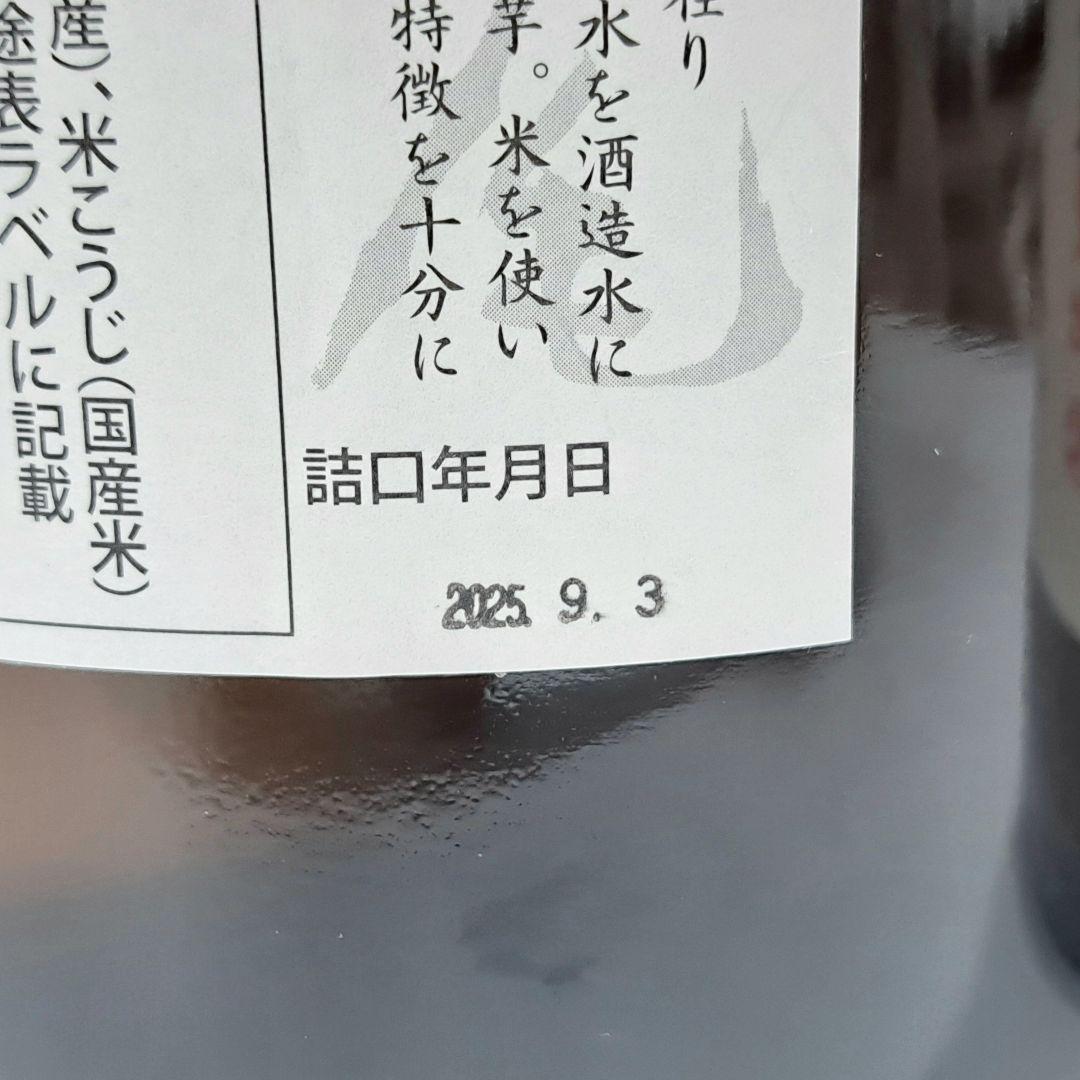 り
水を酒造水に
芋。米を使い
特徴を十分に
詰口年月日
2025. 9. 3
産)、米こうじ(国産米)
途表ラベルに記載